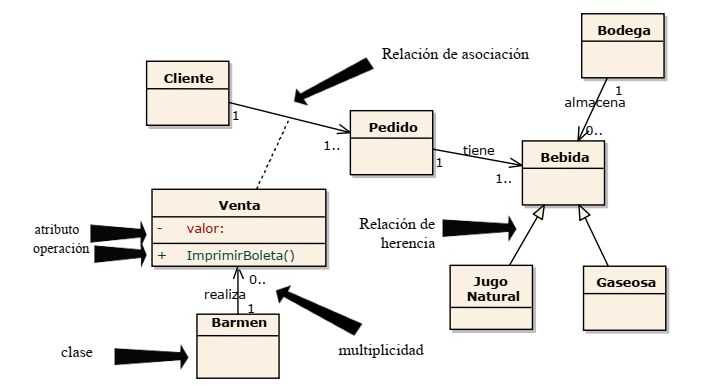 Bodega
Relación de asociación
Cliente
1
almacena
1
0..
1..
Pedido
1
tiene
1..
Bebida
Venta
- valor:
+ ImprimirBoleta()
atributo
operación
Relación de
herencia
0..
realiza
1
Jugo
Natural
Gaseosa
Barmen
multiplicidad
clase